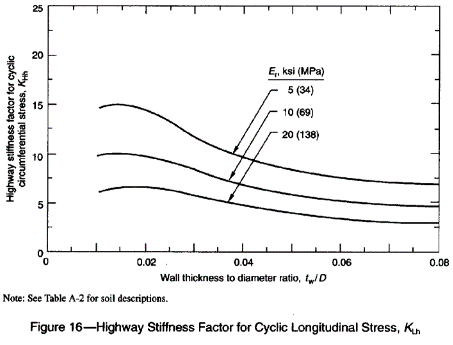 25
20
15
10
5
0
Highway stiffness factor for cyclic
circumferential stress, KHh
Er, ksi (MPa)
5 (34)
10 (69)
20 (138)
0 0.02 0.04 0.06 0.08
Wall thickness to diameter ratio, tw/D
Note: See Table A-2 for soil descriptions.
Figure 16—Highway Stiffness Factor for Cyclic Longitudinal Stress, KLh